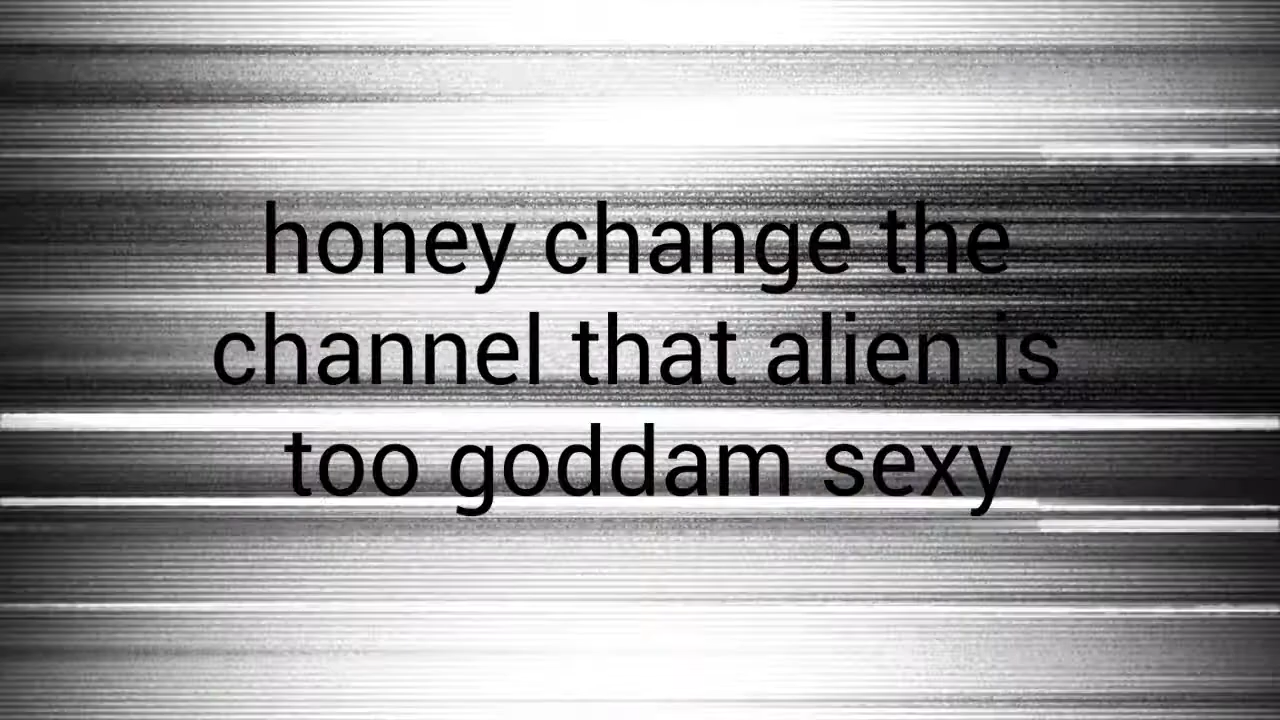 honey change the
channel that alien is
too goddam sexy